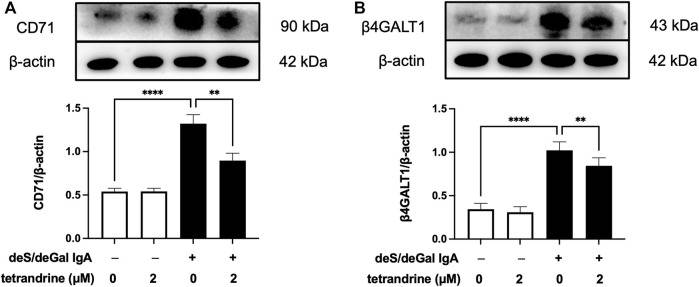 A
CD71
90 kDa
β-actin
42 kDa
CD71/β-actin
1.5
1.0
0.5
0.0
****
**
deS/deGal IgA – – + +
tetrandrine (μM) 0 2 0 2
B
β4GALT1
43 kDa
β-actin
42 kDa
β4GALT1/β-actin
1.5
1.0
0.5
0.0
****
**
deS/deGal IgA – – + +
tetrandrine (μM) 0 2 0 2